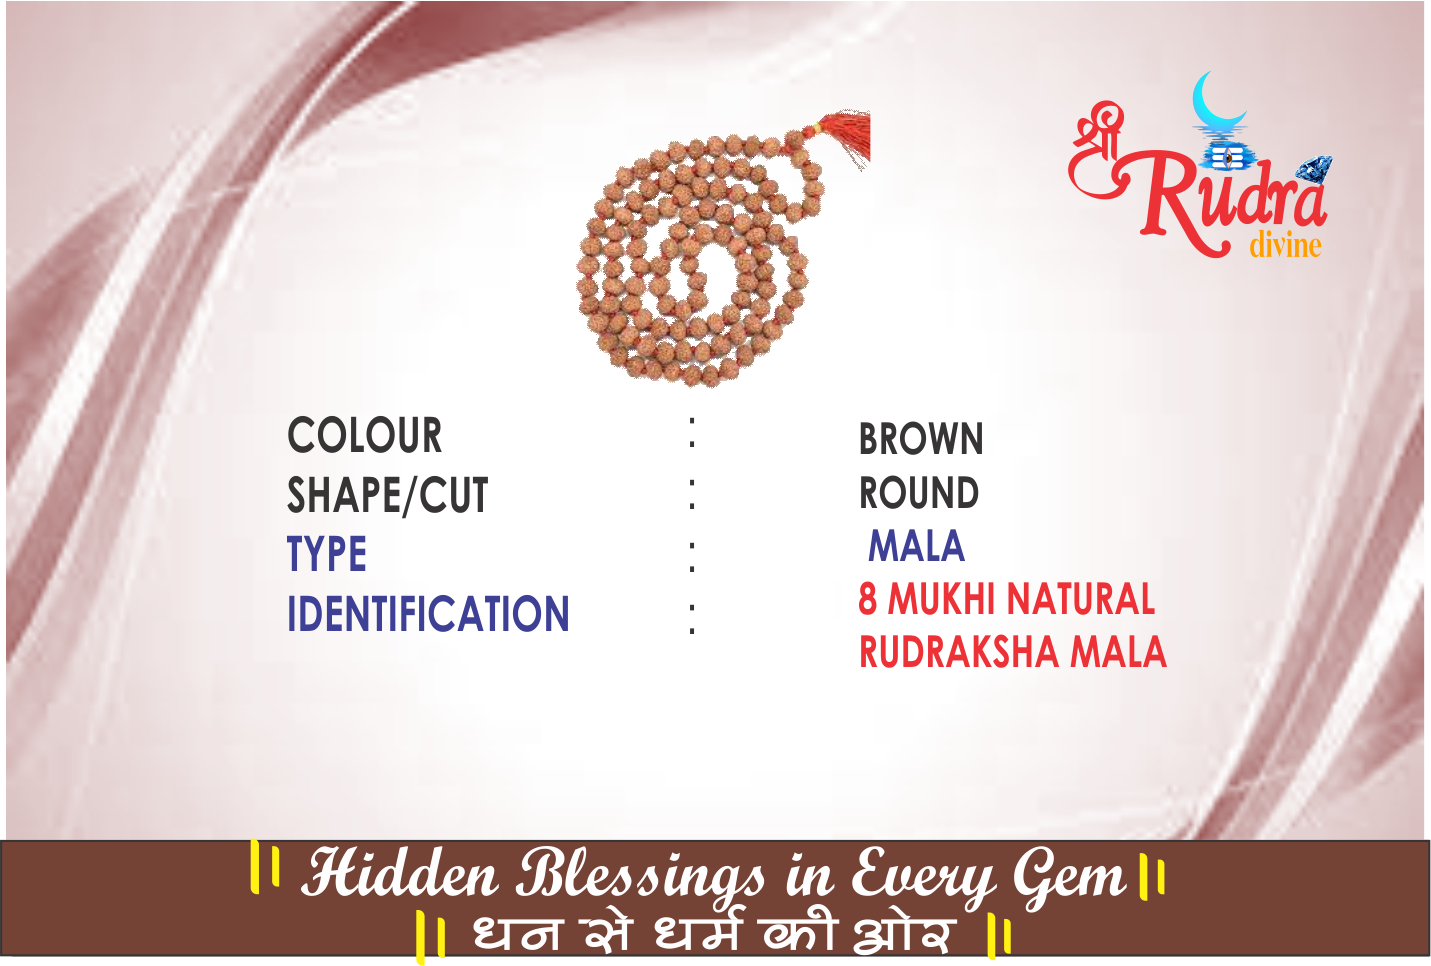 श्री
Rudra
divine
COLOUR : BROWN
SHAPE/CUT : ROUND
TYPE : MALA
IDENTIFICATION : 8 MUKHI NATURAL
RUDRAKSHA MALA
|| Hidden Blessings in Every Gem ||
|| धन से धर्म की ओर ||